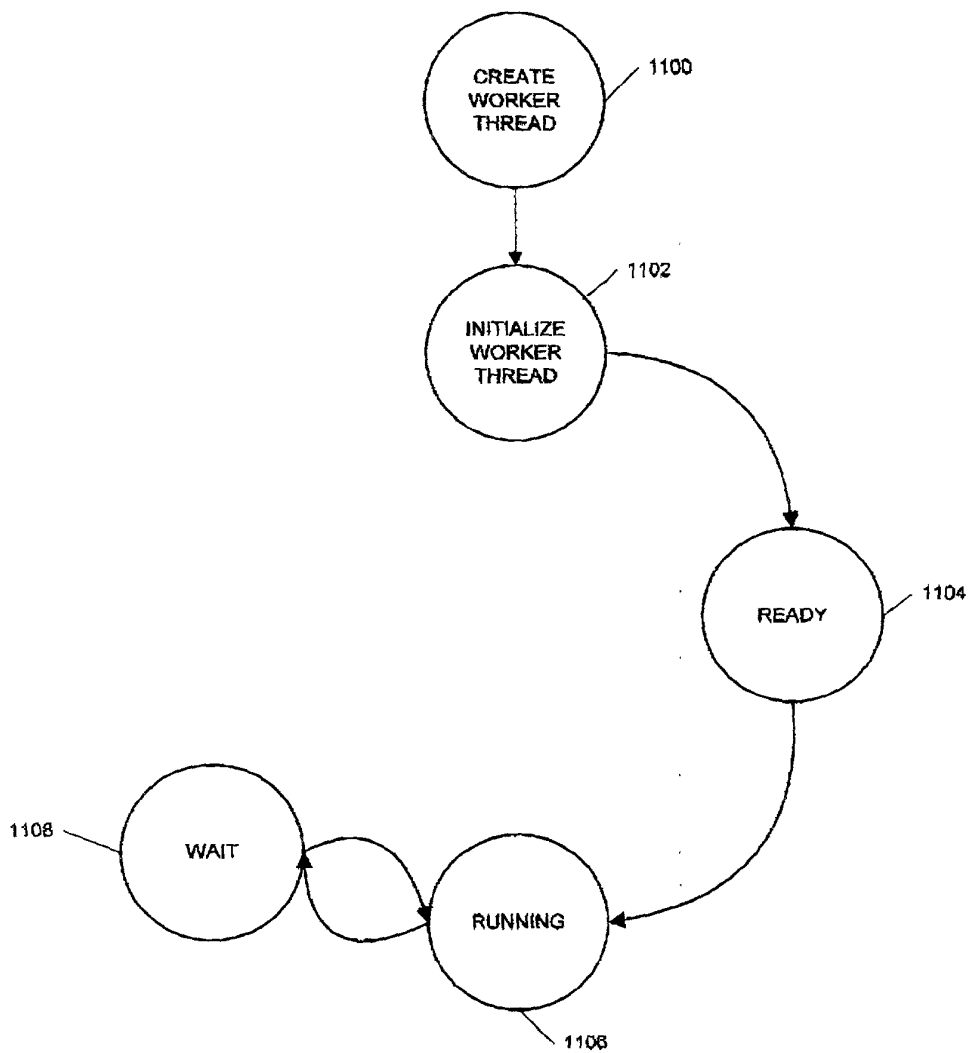 CREATE
WORKER
THREAD
1100
INITIALIZE
WORKER
THREAD
1102
READY
1104
WAIT
1108
RUNNING
1106